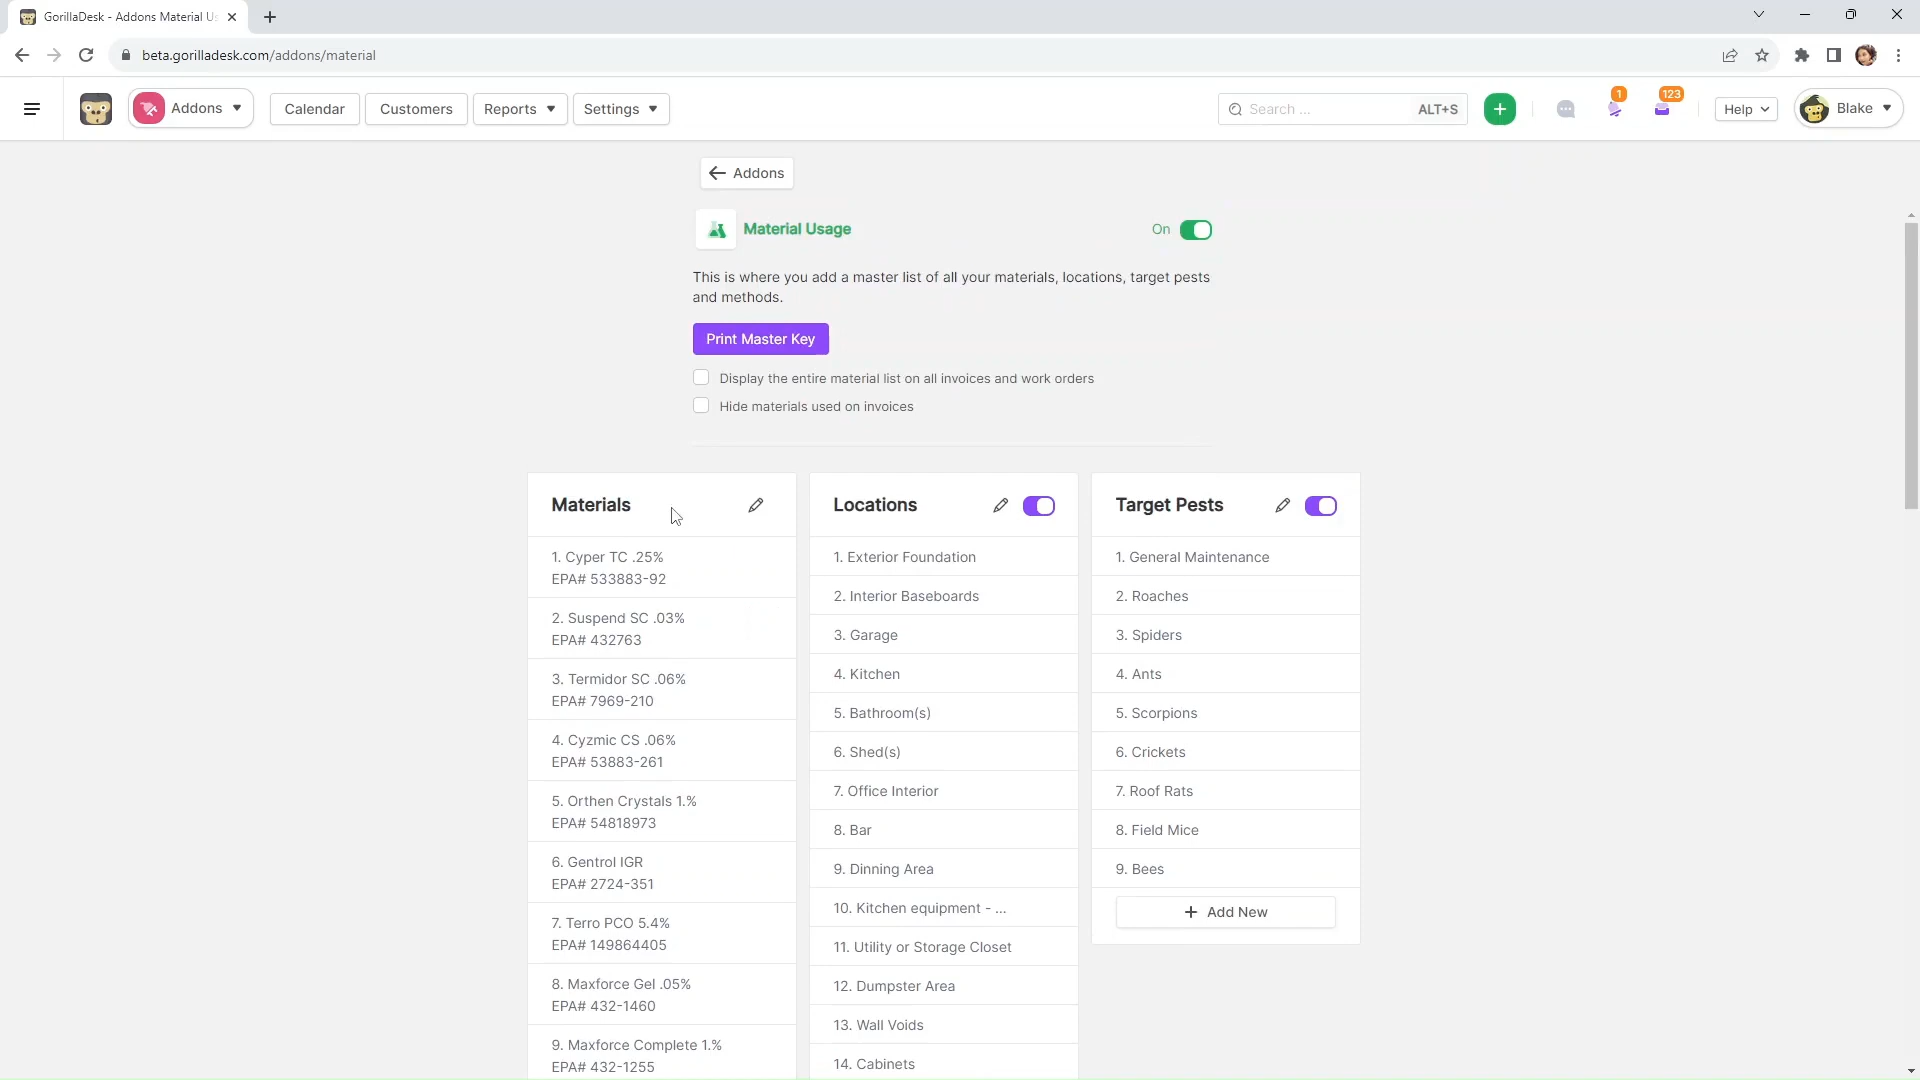 GorillaDesk - Addons Material Us
beta.gorilladesk.com/addons/material
Addons
Calendar
Customers
Reports
Settings
Search ...
ALT+S
1
123
Help
Blake
Addons
Material Usage
On
This is where you add a master list of all your materials, locations, target pests
and methods.
Print Master Key
Display the entire material list on all invoices and work orders
Hide materials used on invoices
Materials
1. Cyper TC .25%
EPA# 533883-92
2. Suspend SC .03%
EPA# 432763
3. Termidor SC .06%
EPA# 7969-210
4. Cyzmic CS .06%
EPA# 53883-261
5. Orthen Crystals 1.%
EPA# 54818973
6. Gentrol IGR
EPA# 2724-351
7. Terro PCO 5.4%
EPA# 149864405
8. Maxforce Gel .05%
EPA# 432-1460
9. Maxforce Complete 1.%
EPA# 432-1255
Locations
1. Exterior Foundation
2. Interior Baseboards
3. Garage
4. Kitchen
5. Bathroom(s)
6. Shed(s)
7. Office Interior
8. Bar
9. Dinning Area
10. Kitchen equipment - ...
11. Utility or Storage Closet
12. Dumpster Area
13. Wall Voids
14. Cabinets
Target Pests
1. General Maintenance
2. Roaches
3. Spiders
4. Ants
5. Scorpions
6. Crickets
7. Roof Rats
8. Field Mice
9. Bees
Add New